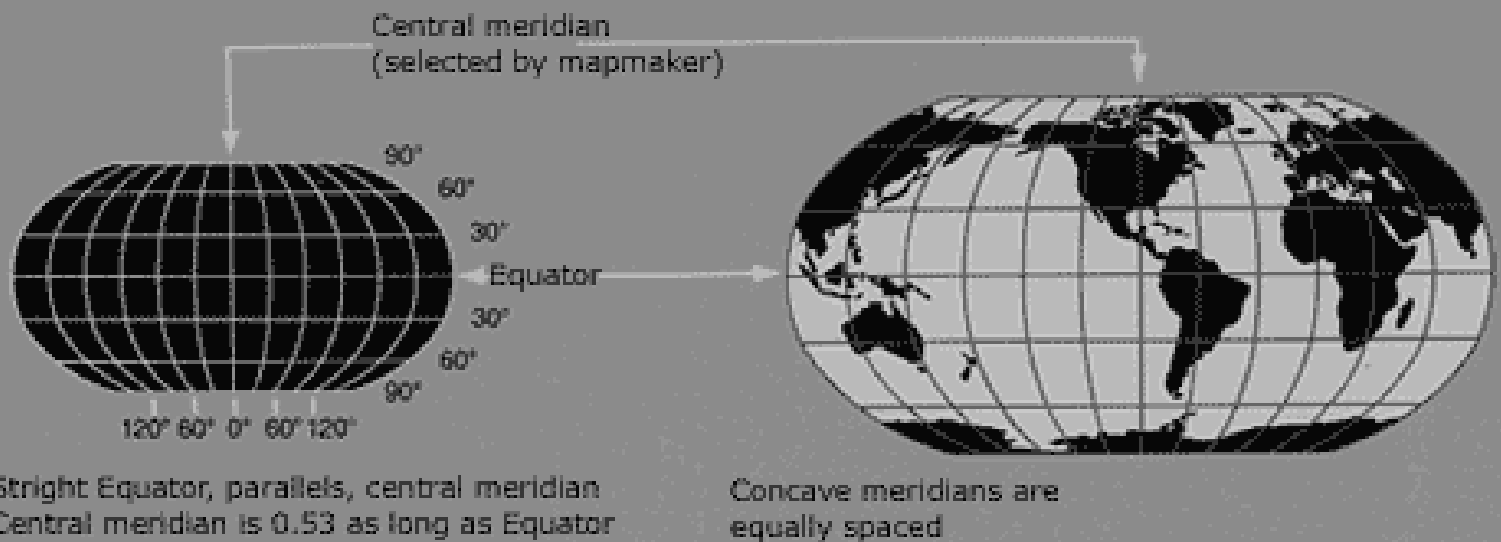 Central meridian
(selected by mapmaker)
90°
60°
30°
Equator
30°
60°
90°
120° 60° 0° 60° 120°
Stright Equator, parallels, central meridian
Central meridian is 0.53 as long as Equator
Concave meridians are
equally spaced